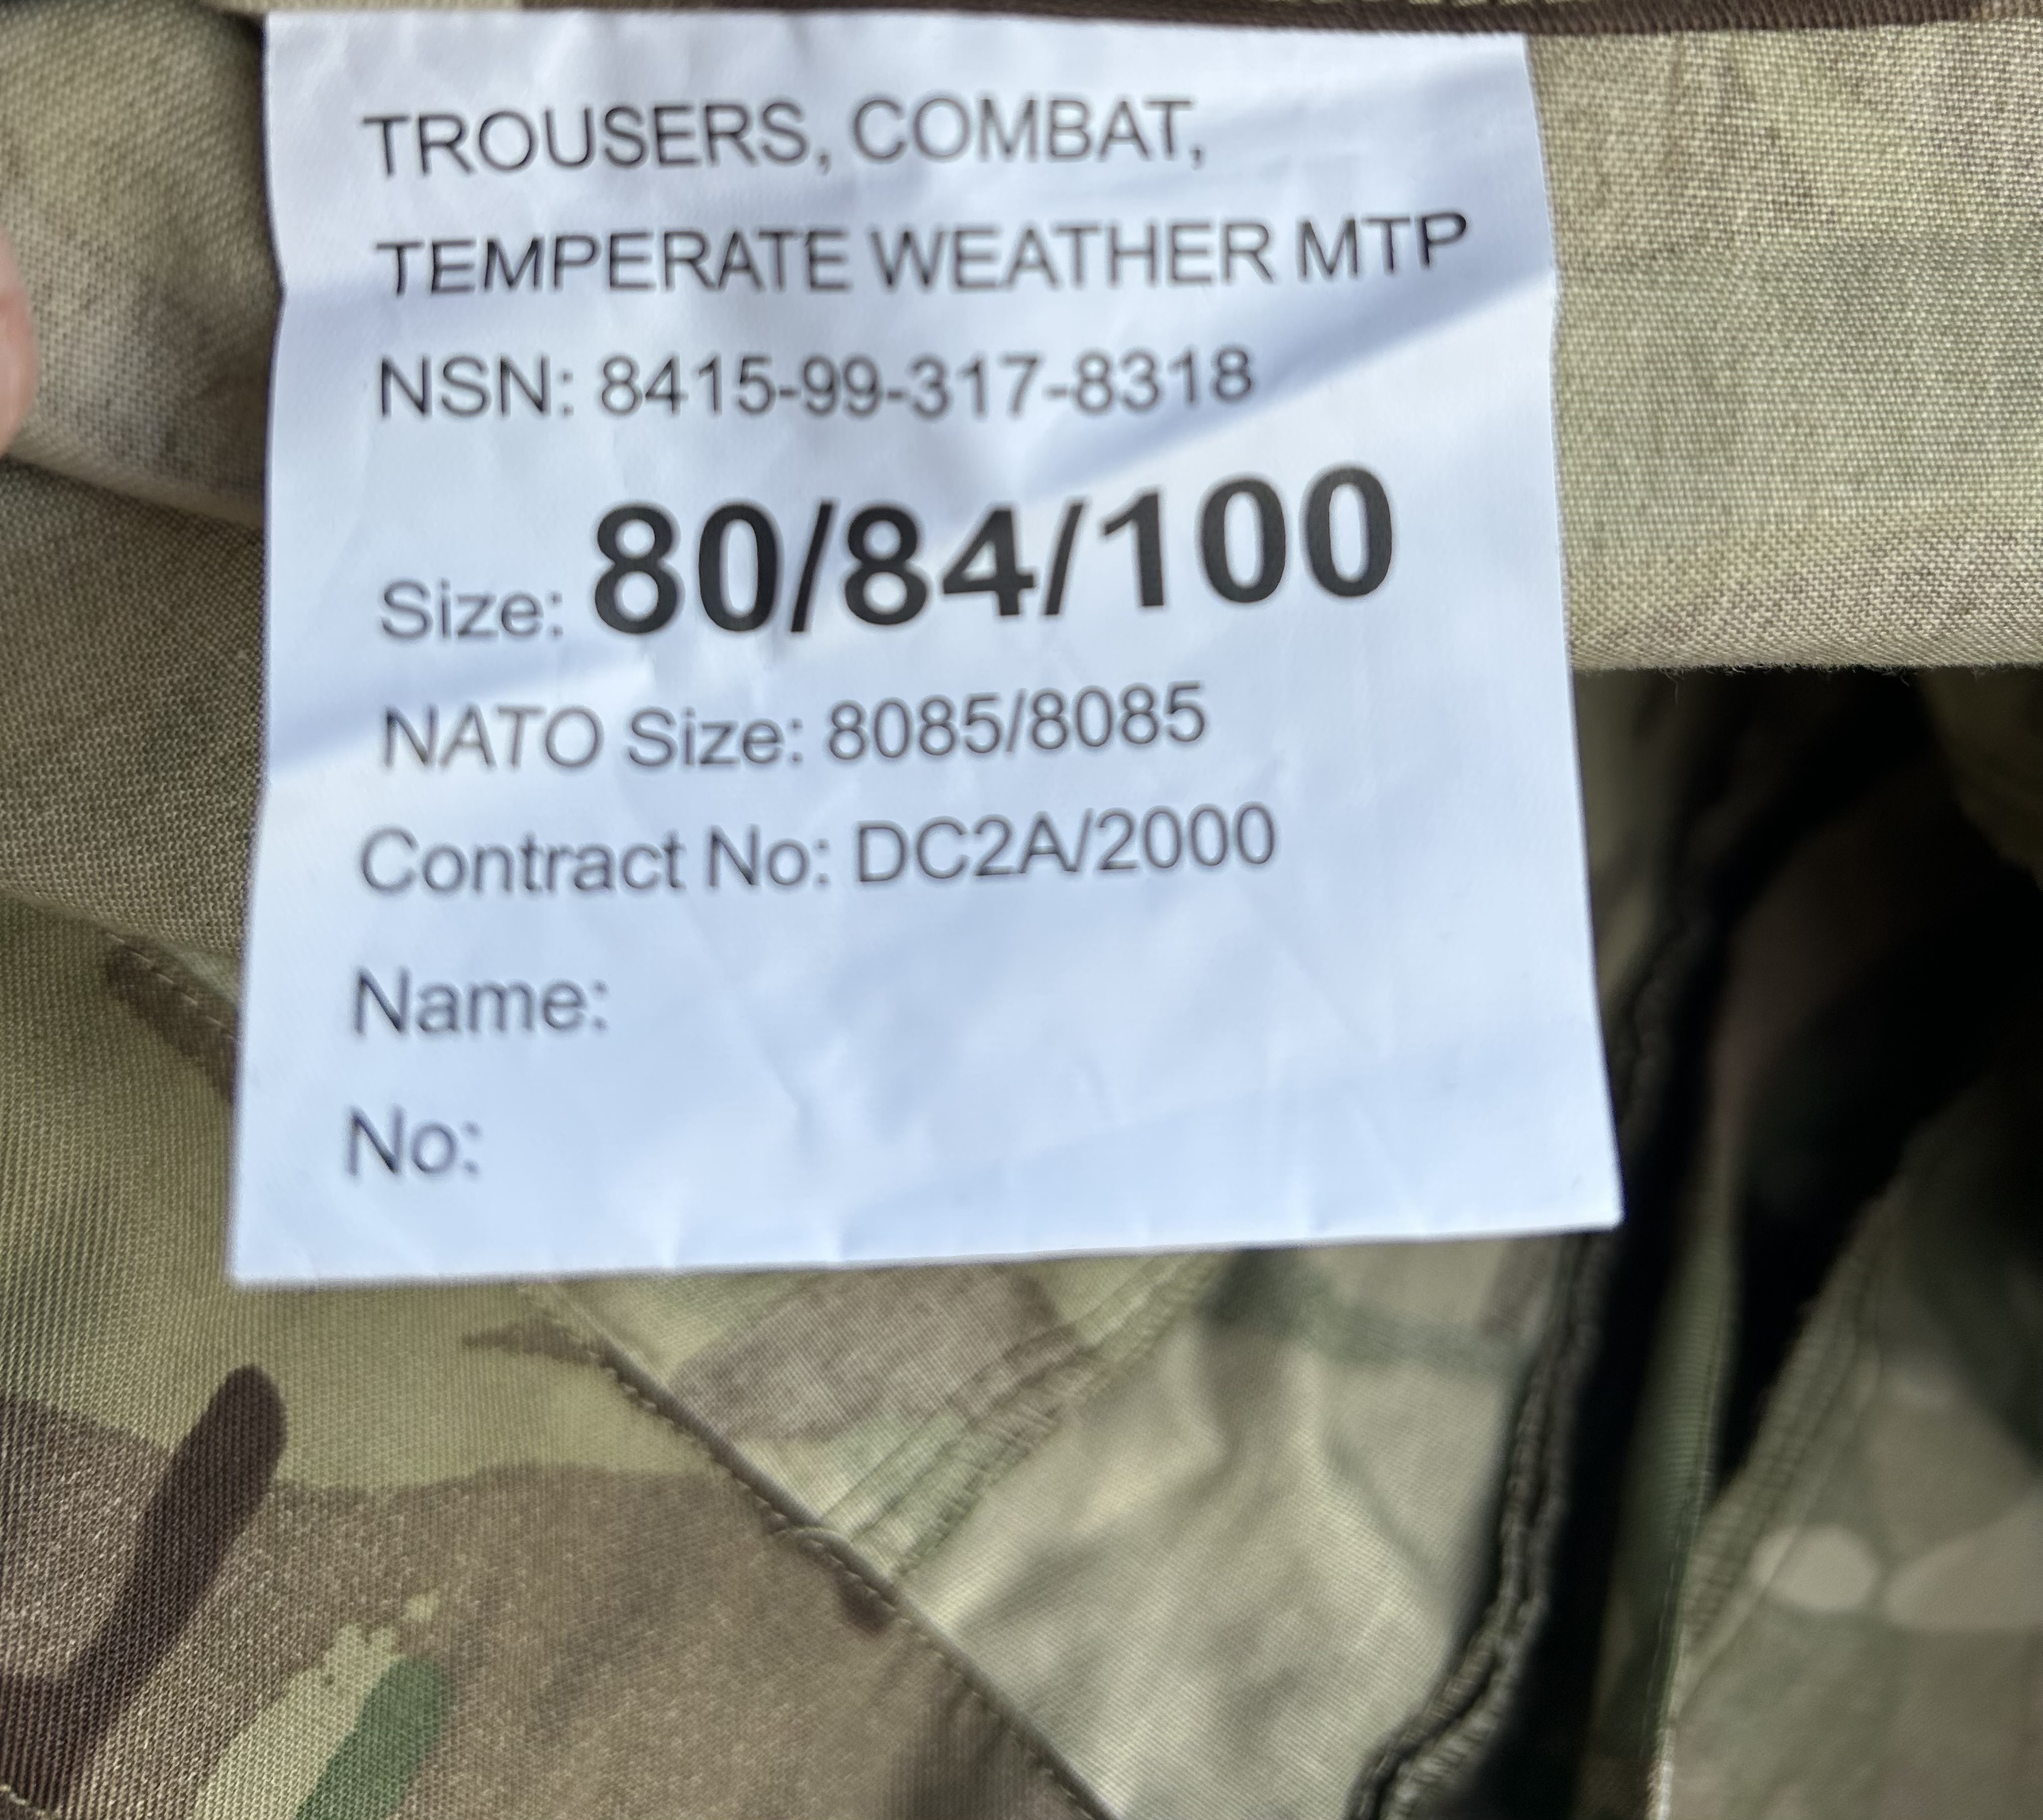 TROUSERS, COMBAT,
TEMPERATE WEATHER MTP
NSN: 8415-99-317-8318
Size: 80/84/100
NATO Size: 8085/8085
Contract No: DC2A/2000
Name:
No: